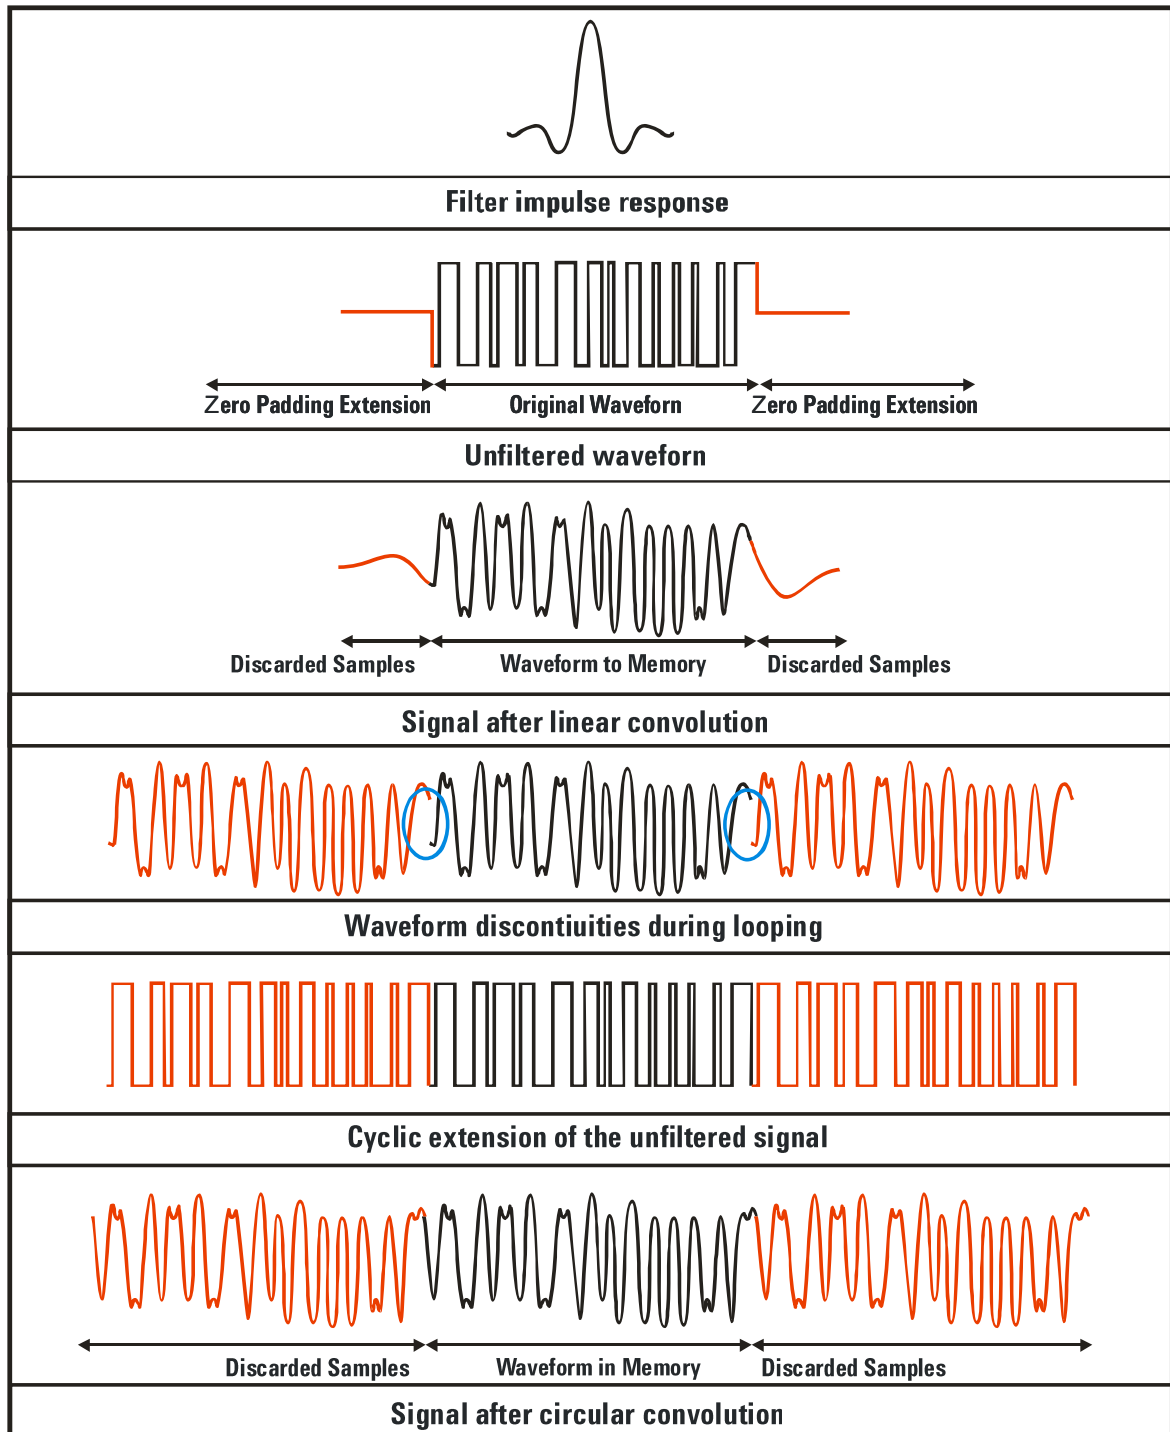 Filter impulse response
Zero Padding Extension Original Waveforn Zero Padding Extension
Unfiltered waveforn
Discarded Samples Waveform to Memory Discarded Samples
Signal after linear convolution
Waveform discontiuities during looping
Cyclic extension of the unfiltered signal
Discarded Samples Waveform in Memory Discarded Samples
Signal after circular convolution